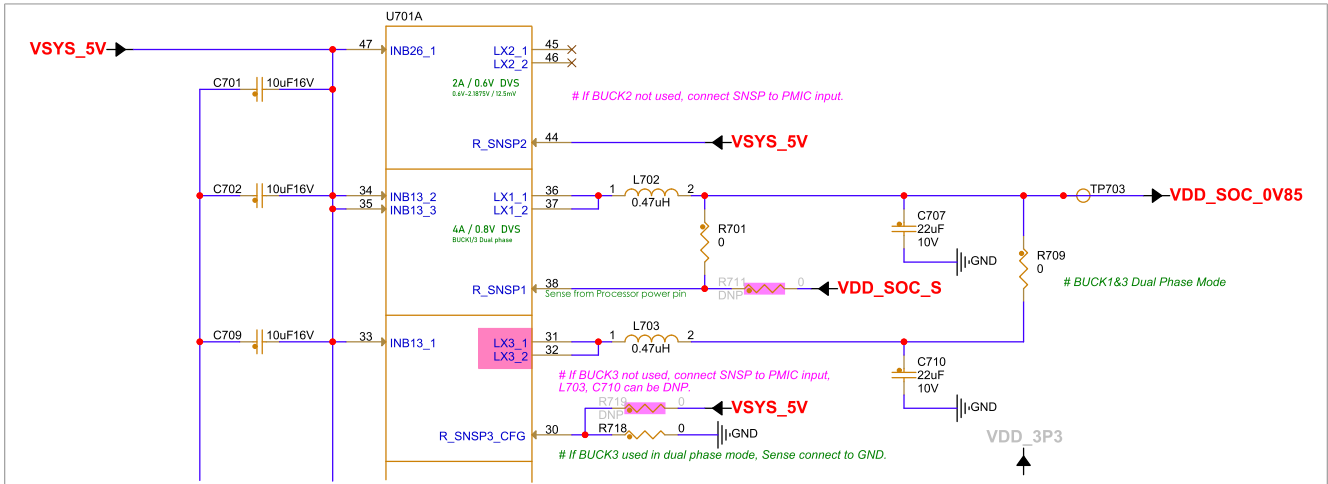 U701A
VSYS_5V
47
INB26_1
LX2_1
45
LX2_2
46
C701
10uF16V
2A / 0.6V DVS
0.6V-2.1875V / 12.5mV
# If BUCK2 not used, connect SNSP to PMIC input.
R_SNSP2
44
VSYS_5V
C702
10uF16V
34
INB13_2
35
INB13_3
LX1_1
36
LX1_2
37
1
L702
2
0.47uH
TP703
VDD_SOC_0V85
4A / 0.8V DVS
BUCK1/3 Dual phase
R701
0
C707
22uF
10V
GND
R709
0
# BUCK1&3 Dual Phase Mode
R_SNSP1
38
Sense from Processor power pin
R711
0
DNP
VDD_SOC_S
C709
10uF16V
33
INB13_1
LX3_1
31
LX3_2
32
1
L703
2
0.47uH
C710
22uF
10V
GND
# If BUCK3 not used, connect SNSP to PMIC input,
L703, C710 can be DNP.
R719
0
DNP
VSYS_5V
R_SNSP3_CFG
30
R718
0
GND
# If BUCK3 used in dual phase mode, Sense connect to GND.
VDD_3P3